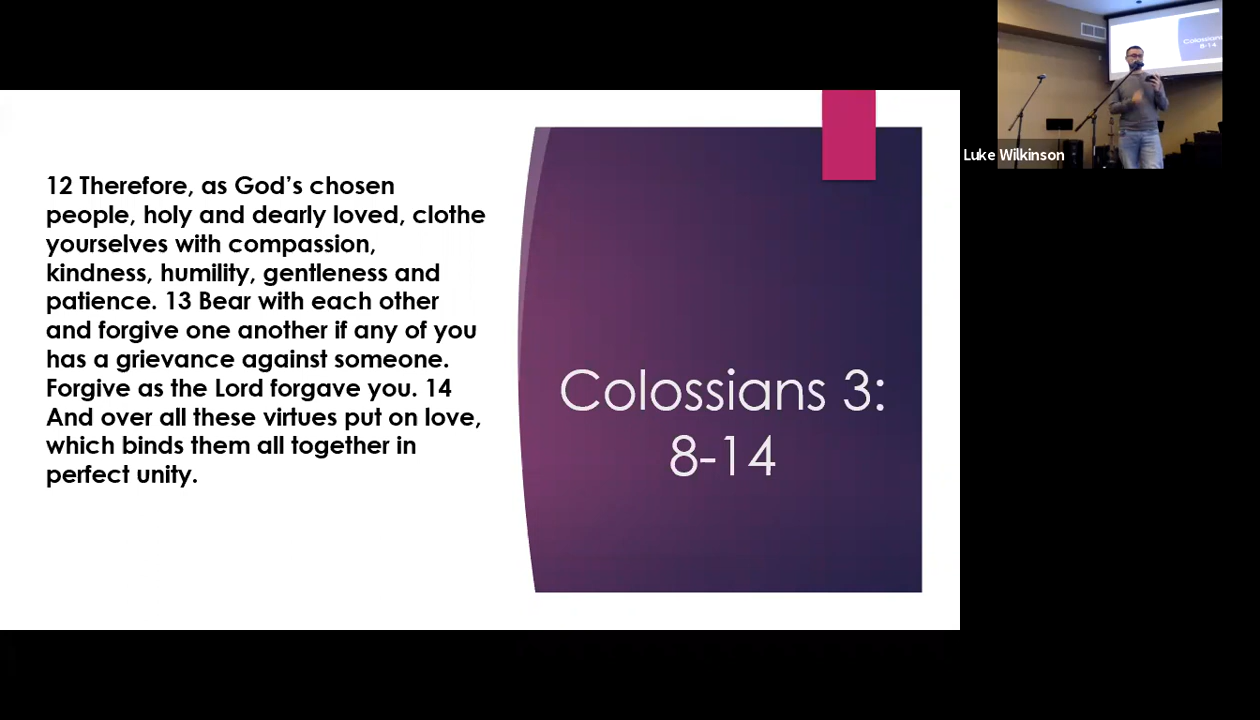 12 Therefore, as God’s chosen
people, holy and dearly loved, clothe
yourselves with compassion,
kindness, humility, gentleness and
patience. 13 Bear with each other
and forgive one another if any of you
has a grievance against someone.
Forgive as the Lord forgave you. 14
And over all these virtues put on love,
which binds them all together in
perfect unity.
Colossians 3:
8-14
Colossians
8-14
Luke Wilkinson